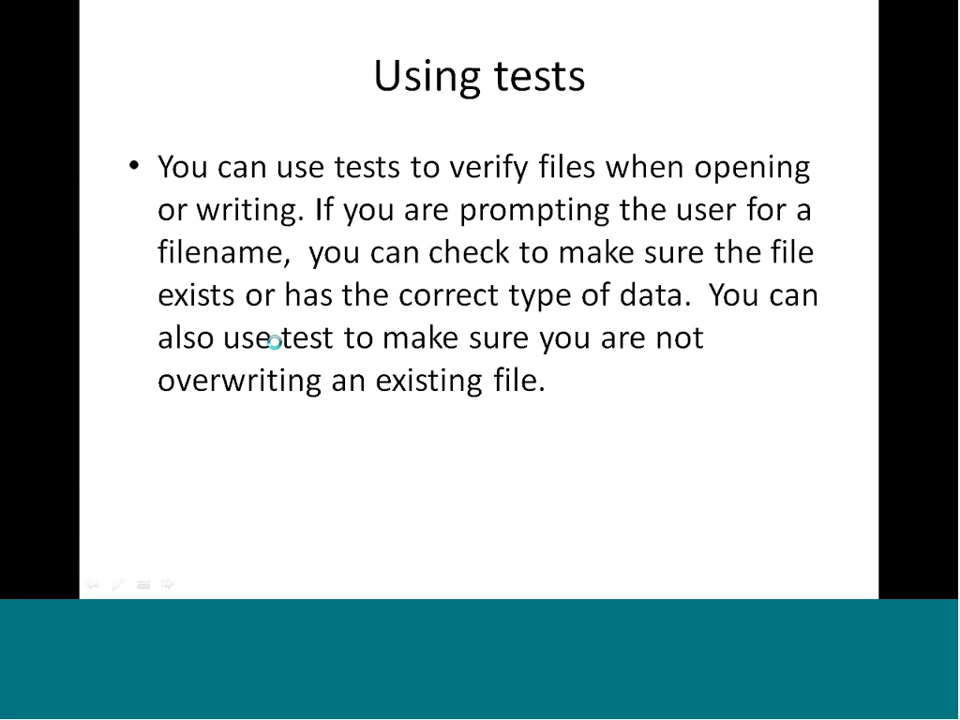 Using tests
• You can use tests to verify files when opening
or writing. If you are prompting the user for a
filename,  you can check to make sure the file
exists or has the correct type of data.  You can
also use test to make sure you are not
overwriting an existing file.